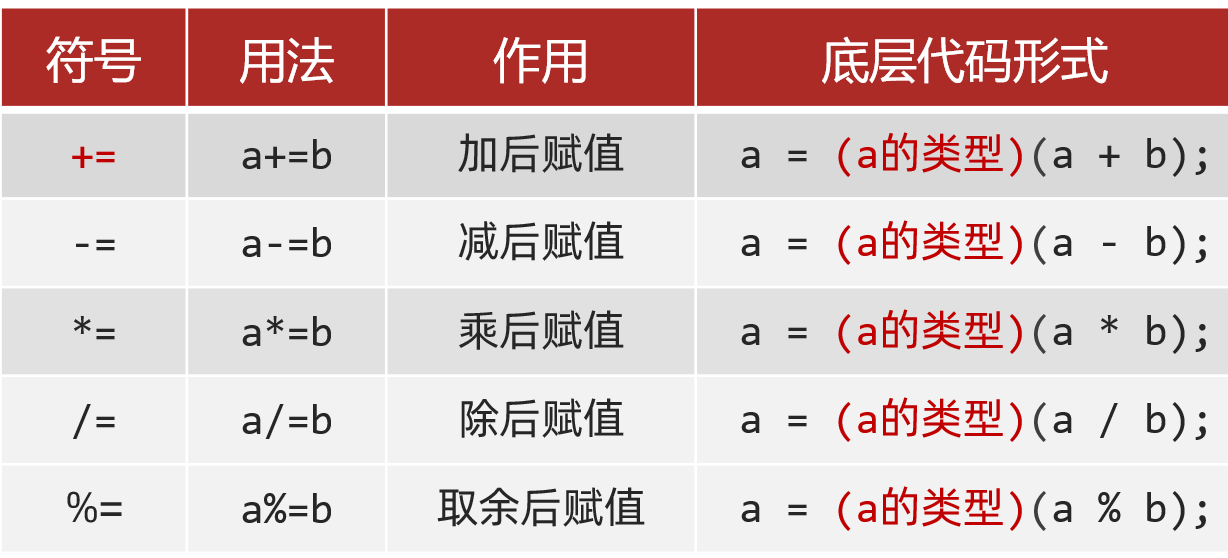 符号 用法 作用 底层代码形式
+= a+=b 加后赋值 a = (a的类型)(a + b);
-= a-=b 减后赋值 a = (a的类型)(a - b);
*= a*=b 乘后赋值 a = (a的类型)(a * b);
/= a/=b 除后赋值 a = (a的类型)(a / b);
%= a%=b 取余后赋值 a = (a的类型)(a % b);